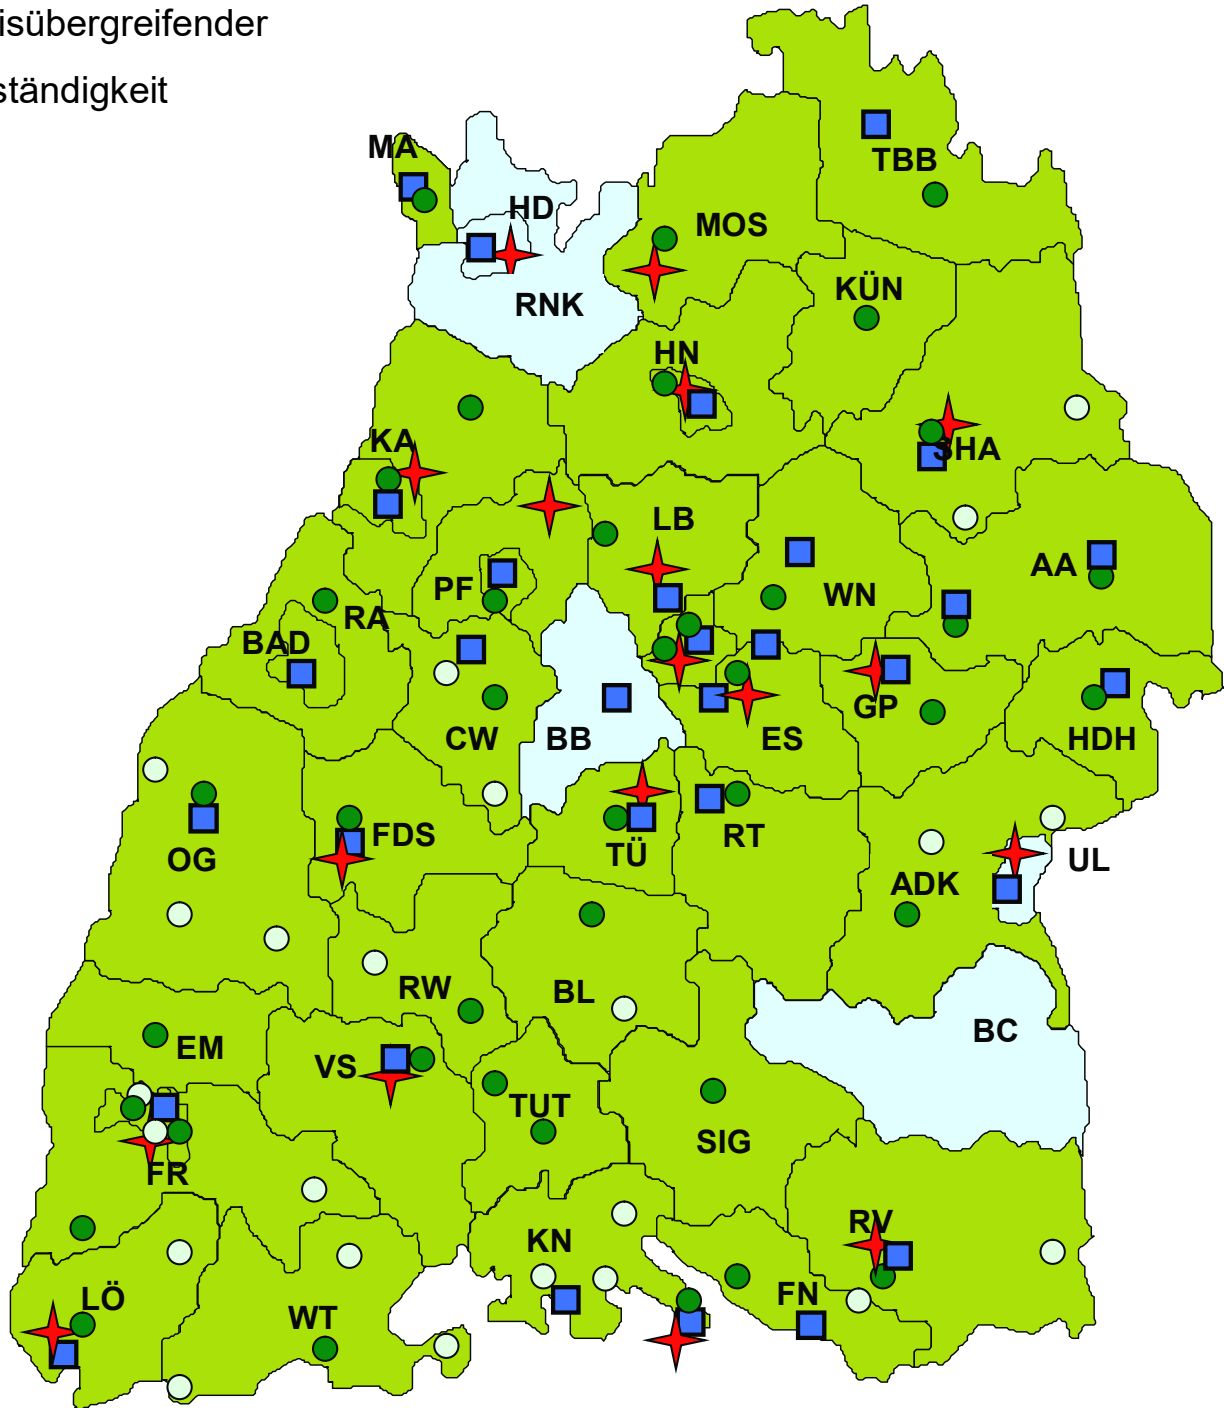 isübergreifender
ständigkeit
MA
TBB
HD
MOS
KÜN
RNK
HN
KA
SHA
LB
AA
PF
WN
RA
BAD
GP
CW
BB
ES
HDH
FDS
RT
TÜ
OG
UL
ADK
RW
BL
BC
EM
VS
TUT
SIG
FR
RV
KN
FN
LÖ
WT